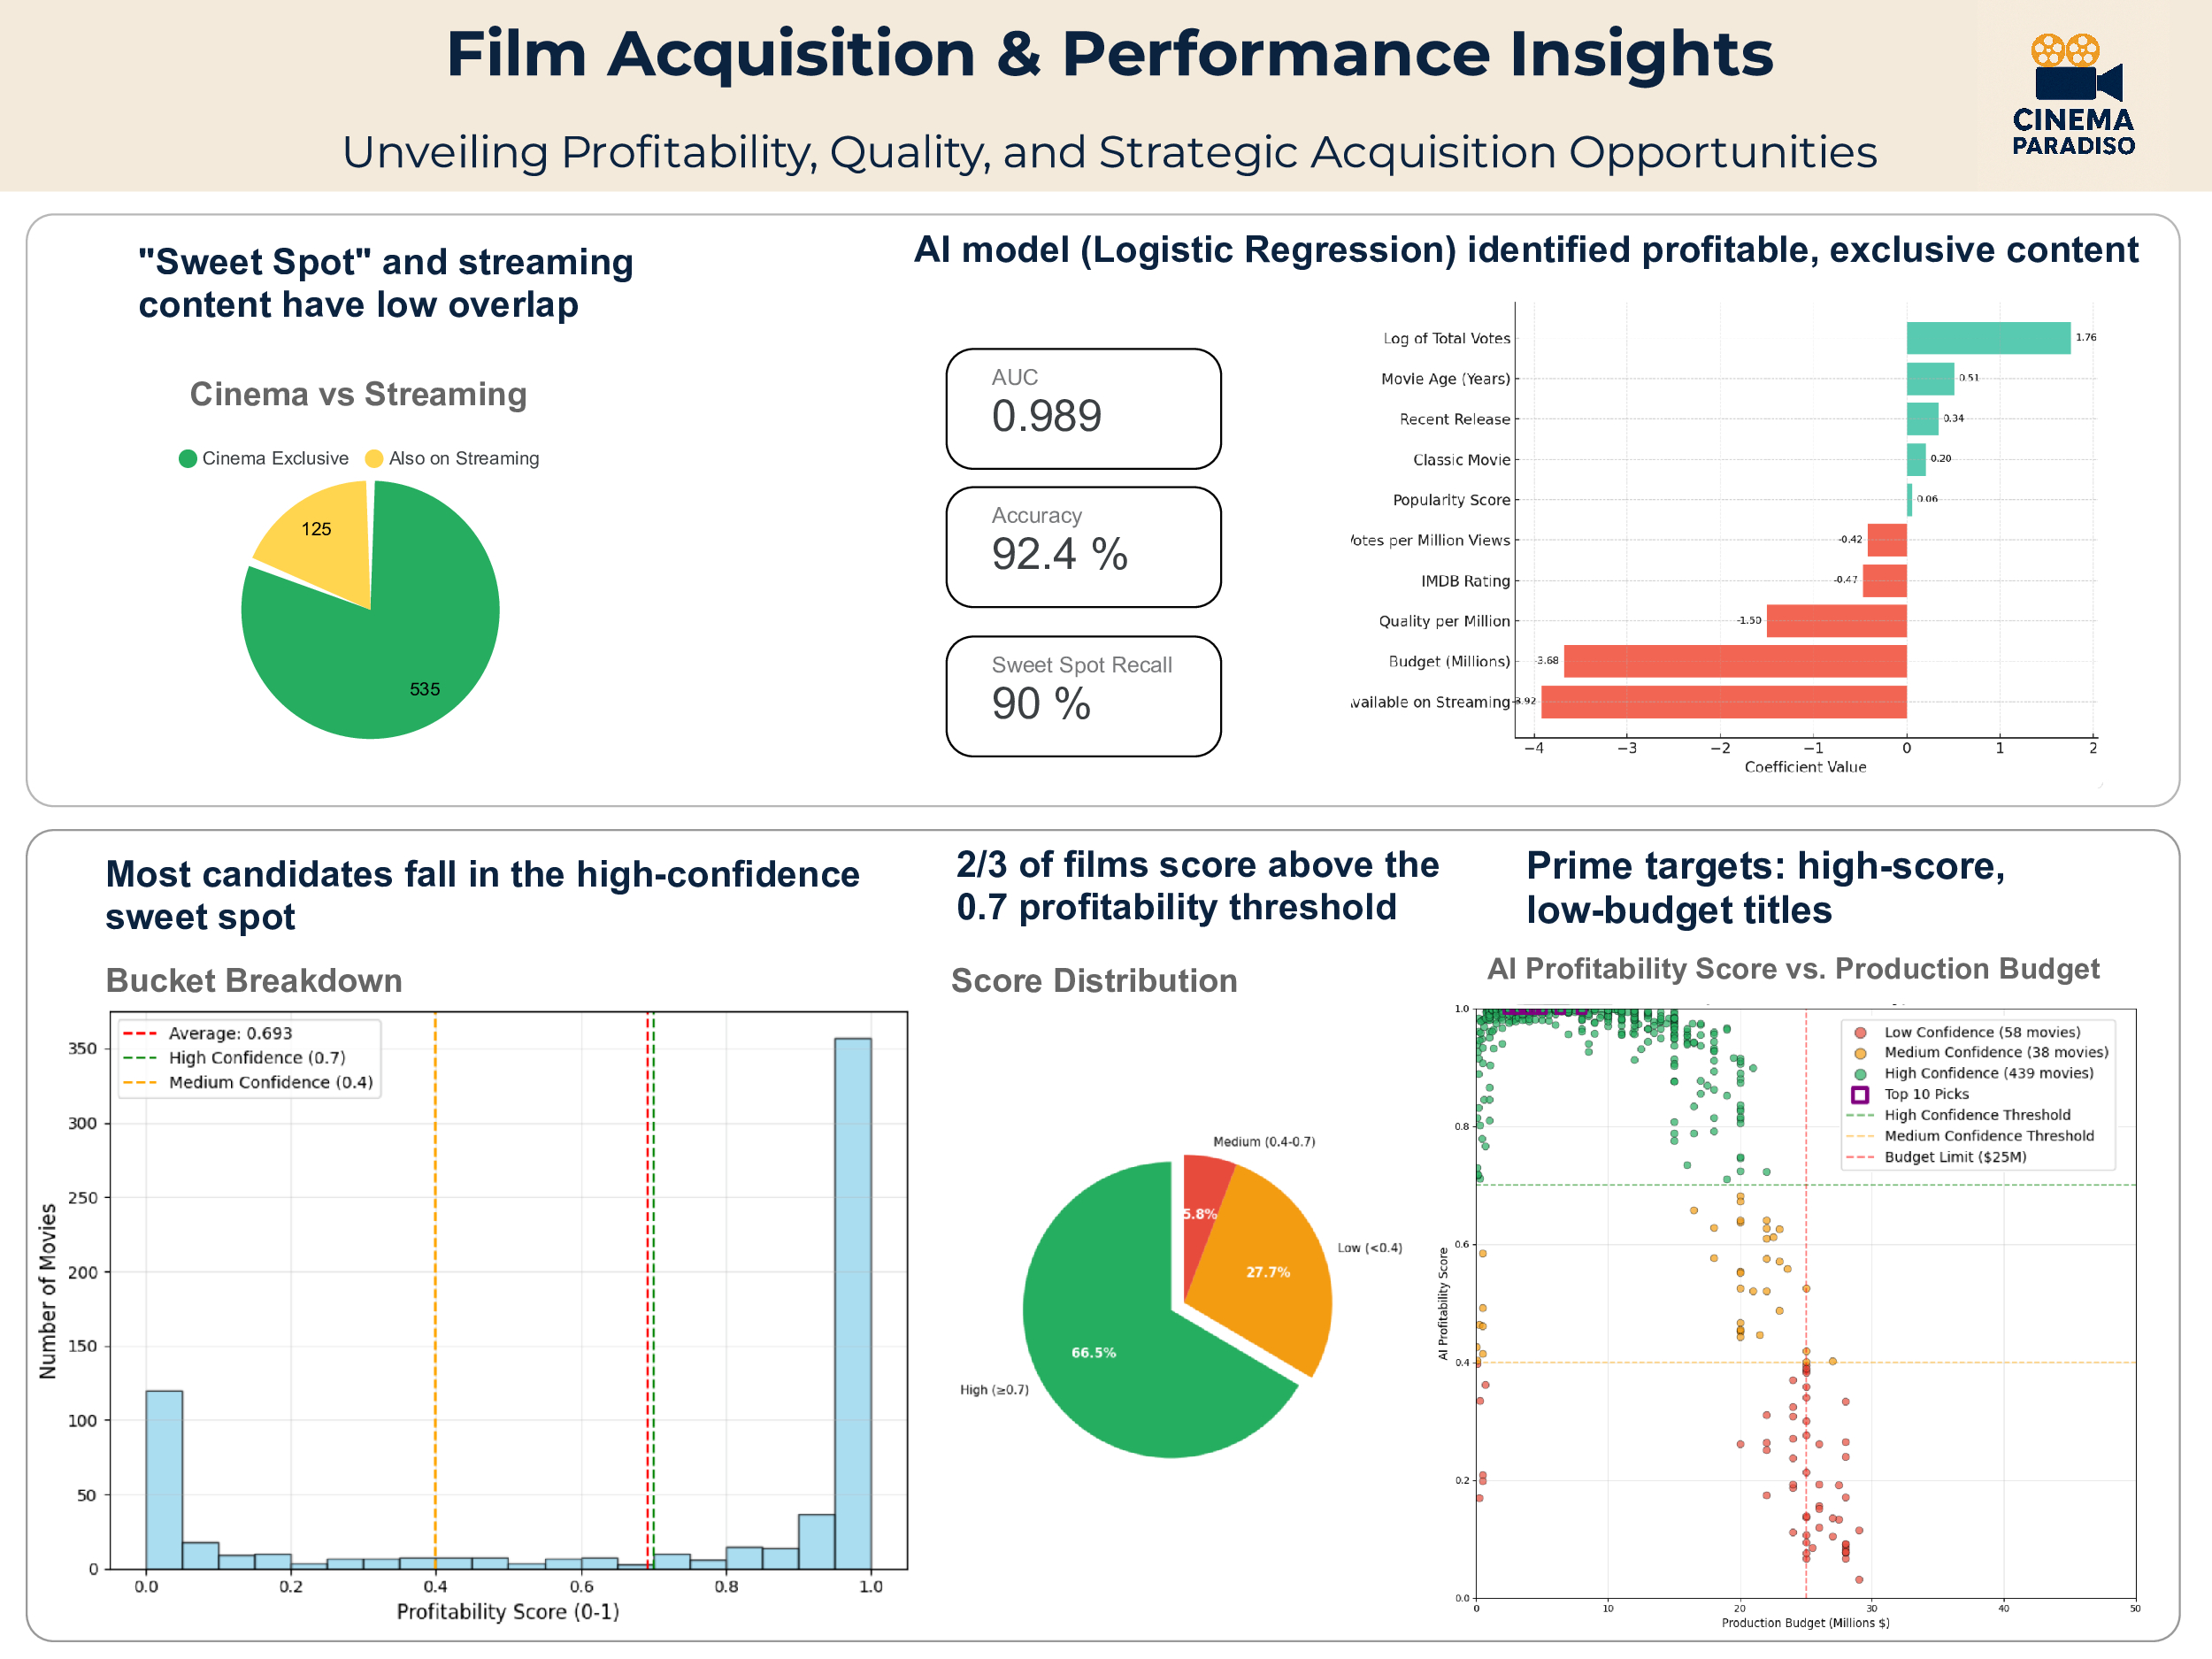 Film Acquisition & Performance Insights
Unveiling Profitability, Quality, and Strategic Acquisition Opportunities
CINEMA
PARADISO
"Sweet Spot" and streaming
content have low overlap
Cinema vs Streaming
Cinema Exclusive
Also on Streaming
125
535
AI model (Logistic Regression) identified profitable, exclusive content
AUC
0.989
Accuracy
92.4 %
Sweet Spot Recall
90 %
Log of Total Votes
1.76
Movie Age (Years)
0.51
Recent Release
0.34
Classic Movie
0.20
Popularity Score
0.06
Votes per Million Views
-0.42
IMDB Rating
-0.47
Quality per Million
-1.50
Budget (Millions)
-3.68
vailable on Streaming
-3.92
−4 −3 −2 −1 0 1 2
Coefficient Value
Most candidates fall in the high-confidence
sweet spot
Bucket Breakdown
Average: 0.693
High Confidence (0.7)
Medium Confidence (0.4)
350
300
250
200
150
100
50
0
Number of Movies
0.0 0.2 0.4 0.6 0.8 1.0
Profitability Score (0-1)
2/3 of films score above the
0.7 profitability threshold
Score Distribution
Medium (0.4-0.7)
5.8%
Low (<0.4)
27.7%
66.5%
High (≥0.7)
Prime targets: high-score,
low-budget titles
AI Profitability Score vs. Production Budget
Low Confidence (58 movies)
Medium Confidence (38 movies)
High Confidence (439 movies)
Top 10 Picks
High Confidence Threshold
Medium Confidence Threshold
Budget Limit ($25M)
1.0
0.8
0.6
0.4
0.2
0.0
AI Profitability Score
0 10 20 30 40 50
Production Budget (Millions $)